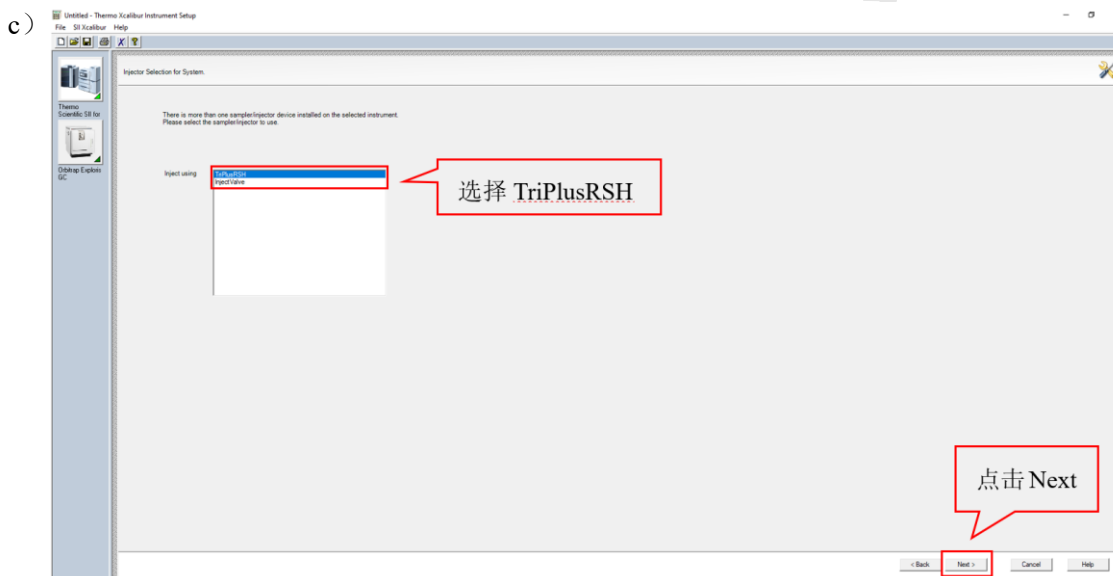 c）
Untitled - Thermo Xcalibur Instrument Setup
File SII Xcalibur Help
Injector Selection for System.
Thermo
Scientific SII for
There is more than one sampler/injector device installed on the selected instrument.
Please select the sampler/injector to use.
Orbitrap Exploris
GC
Inject using
TriPlusRSH
InjectValve
选择 TriPlusRSH
点击 Next
< Back Next > Cancel Help